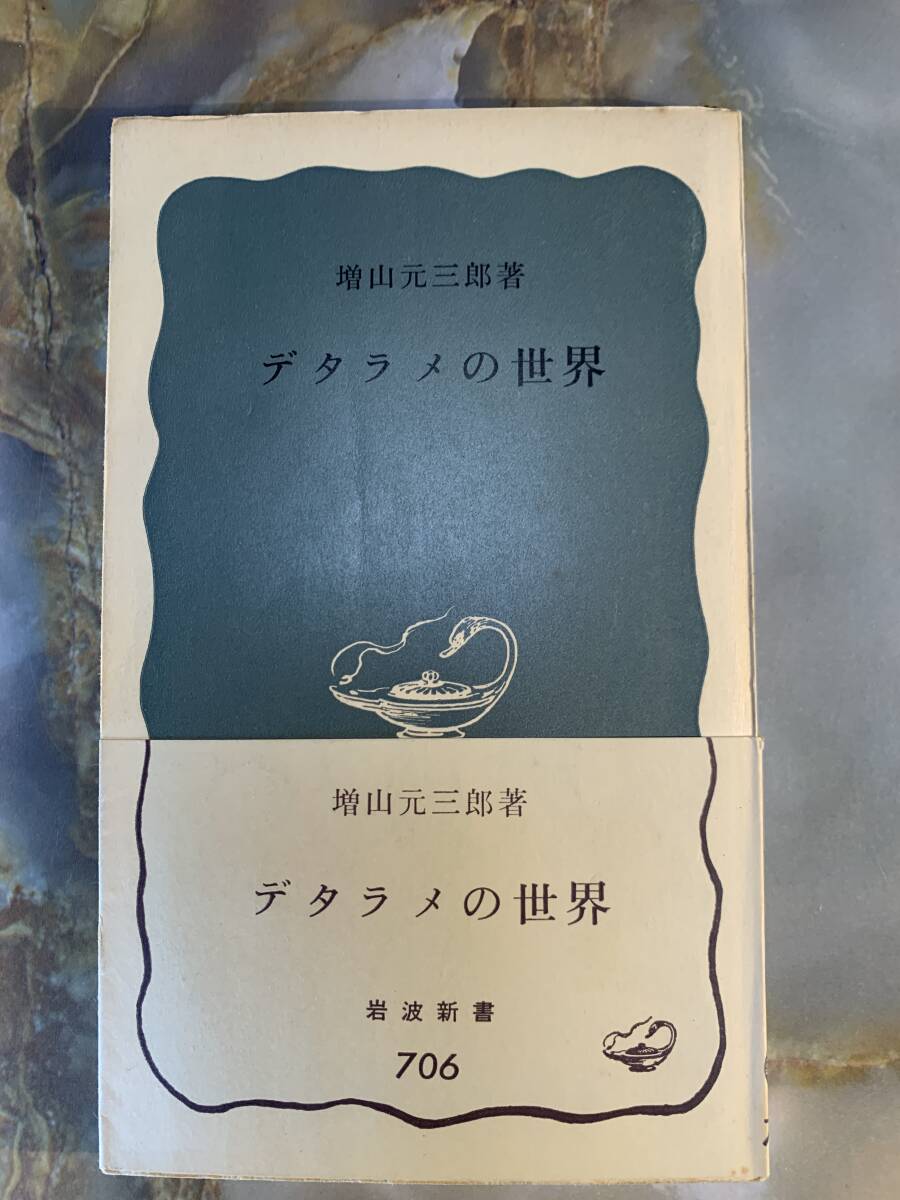 増山元三郎著
デタラメの世界
増山元三郎著
デタラメの世界
岩波新書
706